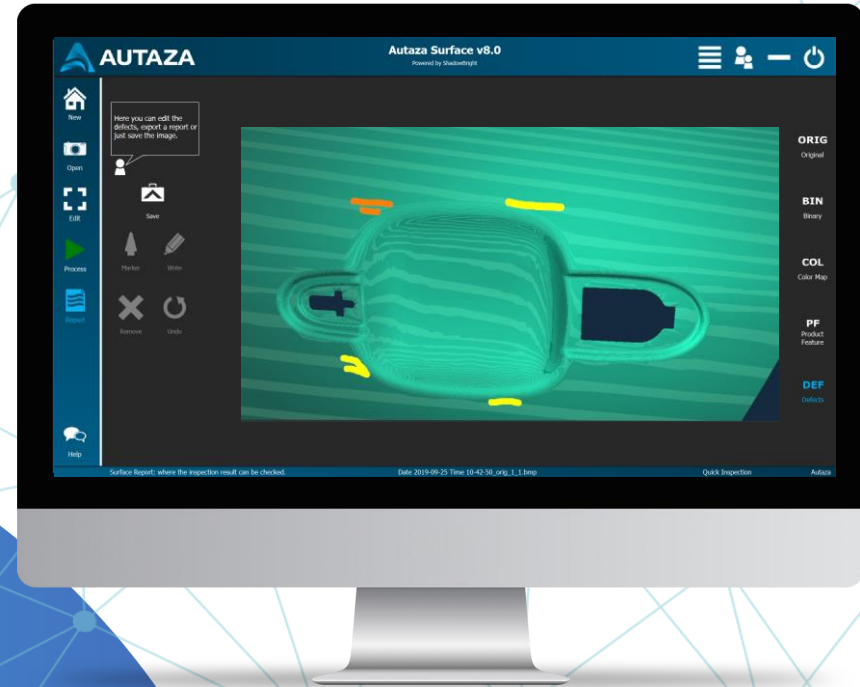 AUTAZA
Autaza Surface v8.0
Powered by ShadowBright
New
Open
Edit
Process
Report
Help
Here you can edit the
defects, export a report or
just save the image.
Save
Marker
Write
Remove
Undo
ORIG
Original
BIN
Binary
COL
Color Map
PF
Product
Feature
DEF
Defects
Surface Report: where the inspection result can be checked.
Date 2019-09-25 Time 10-42-50_orig_1_1.bmp
Quick Inspection
Autaza